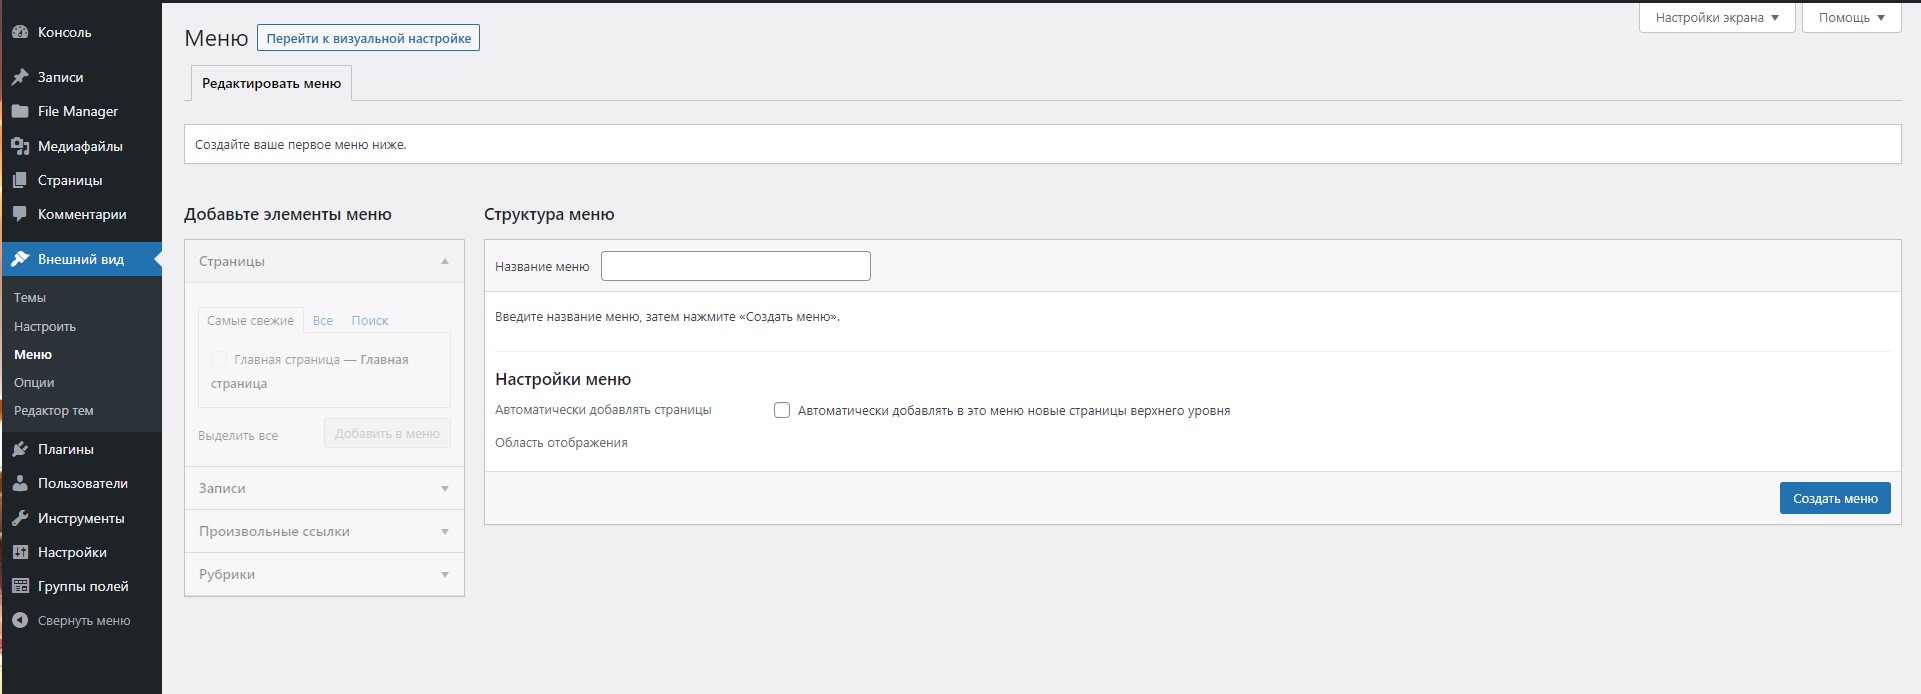 Консоль
Записи
File Manager
Медиафайлы
Страницы
Комментарии
Внешний вид
Темы
Настроить
Меню
Опции
Редактор тем
Плагины
Пользователи
Инструменты
Настройки
Группы полей
Свернуть меню
Настройки экрана
Помощь
Меню
Перейти к визуальной настройке
Редактировать меню
Создайте ваше первое меню ниже.
Добавьте элементы меню
Страницы
Самые свежие Все Поиск
Главная страница — Главная
страница
Выделить все
Добавить в меню
Записи
Произвольные ссылки
Рубрики
Структура меню
Название меню
Введите название меню, затем нажмите «Создать меню».
Настройки меню
Автоматически добавлять страницы
Автоматически добавлять в это меню новые страницы верхнего уровня
Область отображения
Создать меню